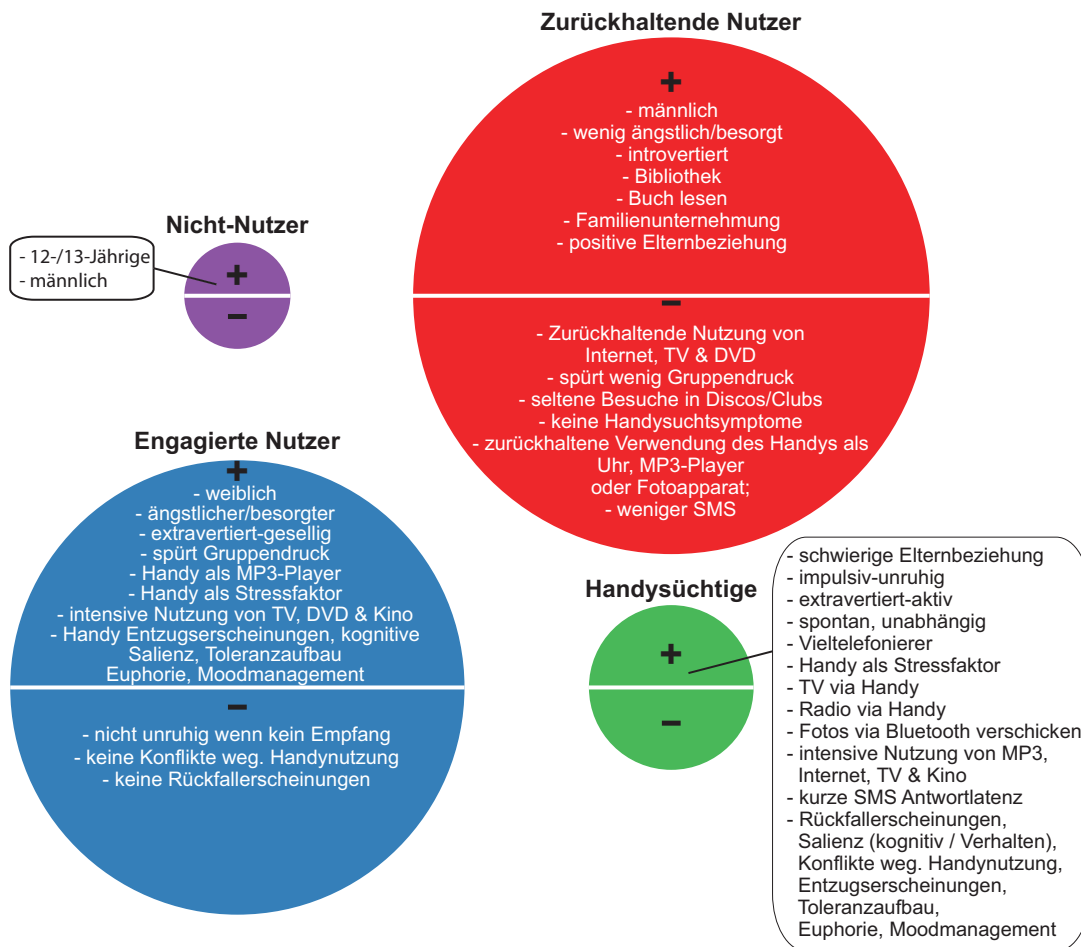 Zurückhaltende Nutzer
+
- männlich
- wenig ängstlich/besorgt
- introvertiert
- Bibliothek
- Buch lesen
- Familienunternehmung
- positive Elternbeziehung
–
- Zurückhaltende Nutzung von
Internet, TV & DVD
- spürt wenig Gruppendruck
- seltene Besuche in Discos/Clubs
- keine Handysuchtsymptome
- zurückhaltene Verwendung des Handys als
Uhr, MP3-Player
oder Fotoapparat;
- weniger SMS
Nicht-Nutzer
- 12-/13-Jährige
- männlich
+
–
Engagierte Nutzer
+
- weiblich
- ängstlicher/besorgter
- extravertiert-gesellig
- spürt Gruppendruck
- Handy als MP3-Player
- Handy als Stressfaktor
- intensive Nutzung von TV, DVD & Kino
- Handy Entzugserscheinungen, kognitive
Salienz, Toleranzaufbau
Euphorie, Moodmanagement
–
- nicht unruhig wenn kein Empfang
- keine Konflikte weg. Handynutzung
- keine Rückfallerscheinungen
Handysüchtige
+
–
- schwierige Elternbeziehung
- impulsiv-unruhig
- extravertiert-aktiv
- spontan, unabhängig
- Vieltelefonierer
- Handy als Stressfaktor
- TV via Handy
- Radio via Handy
- Fotos via Bluetooth verschicken
- intensive Nutzung von MP3,
Internet, TV & Kino
- kurze SMS Antwortlatenz
- Rückfallerscheinungen,
Salienz (kognitiv / Verhalten),
Konflikte weg. Handynutzung,
Entzugserscheinungen,
Toleranzaufbau,
Euphorie, Moodmanagement